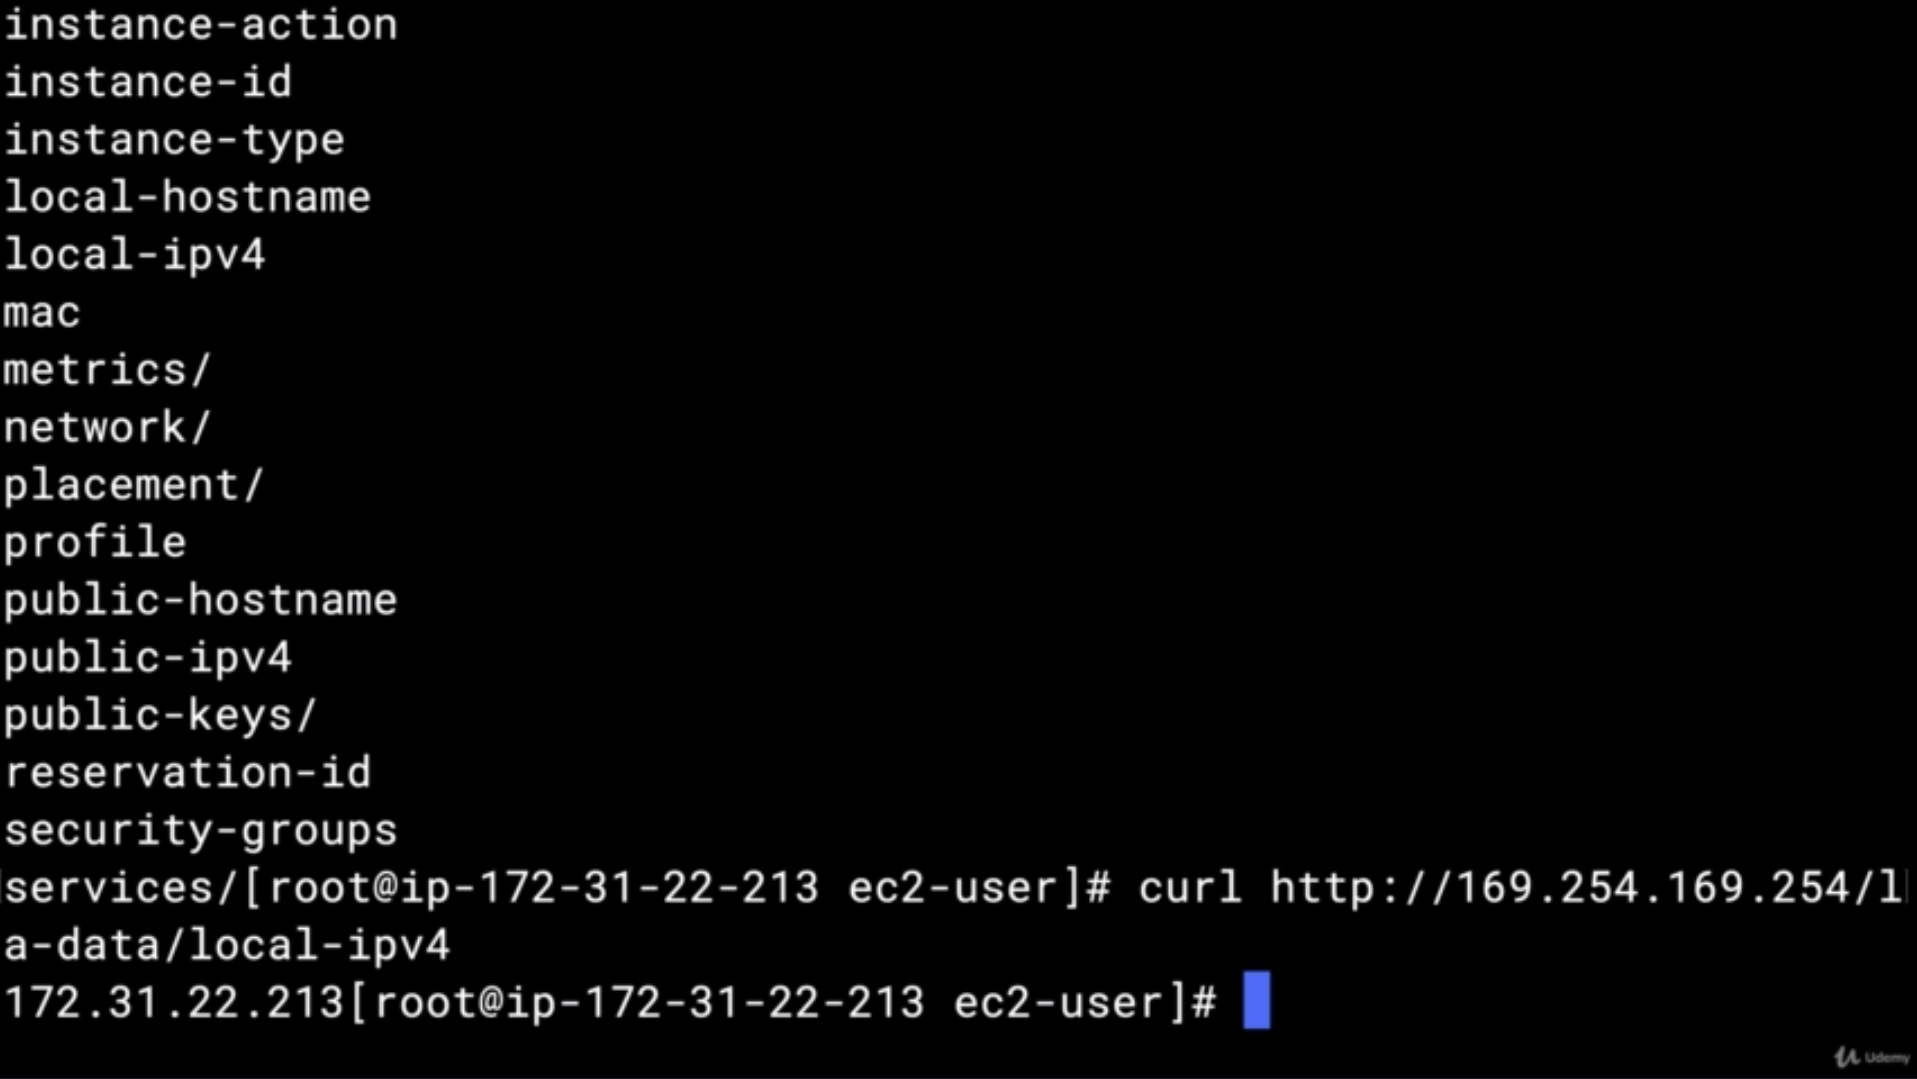 instance-action
instance-id
instance-type
local-hostname
local-ipv4
mac
metrics/
network/
placement/
profile
public-hostname
public-ipv4
public-keys/
reservation-id
security-groups
services/[root@ip-172-31-22-213 ec2-user]# curl http://169.254.169.254/l
a-data/local-ipv4
172.31.22.213[root@ip-172-31-22-213 ec2-user]#
Udemy